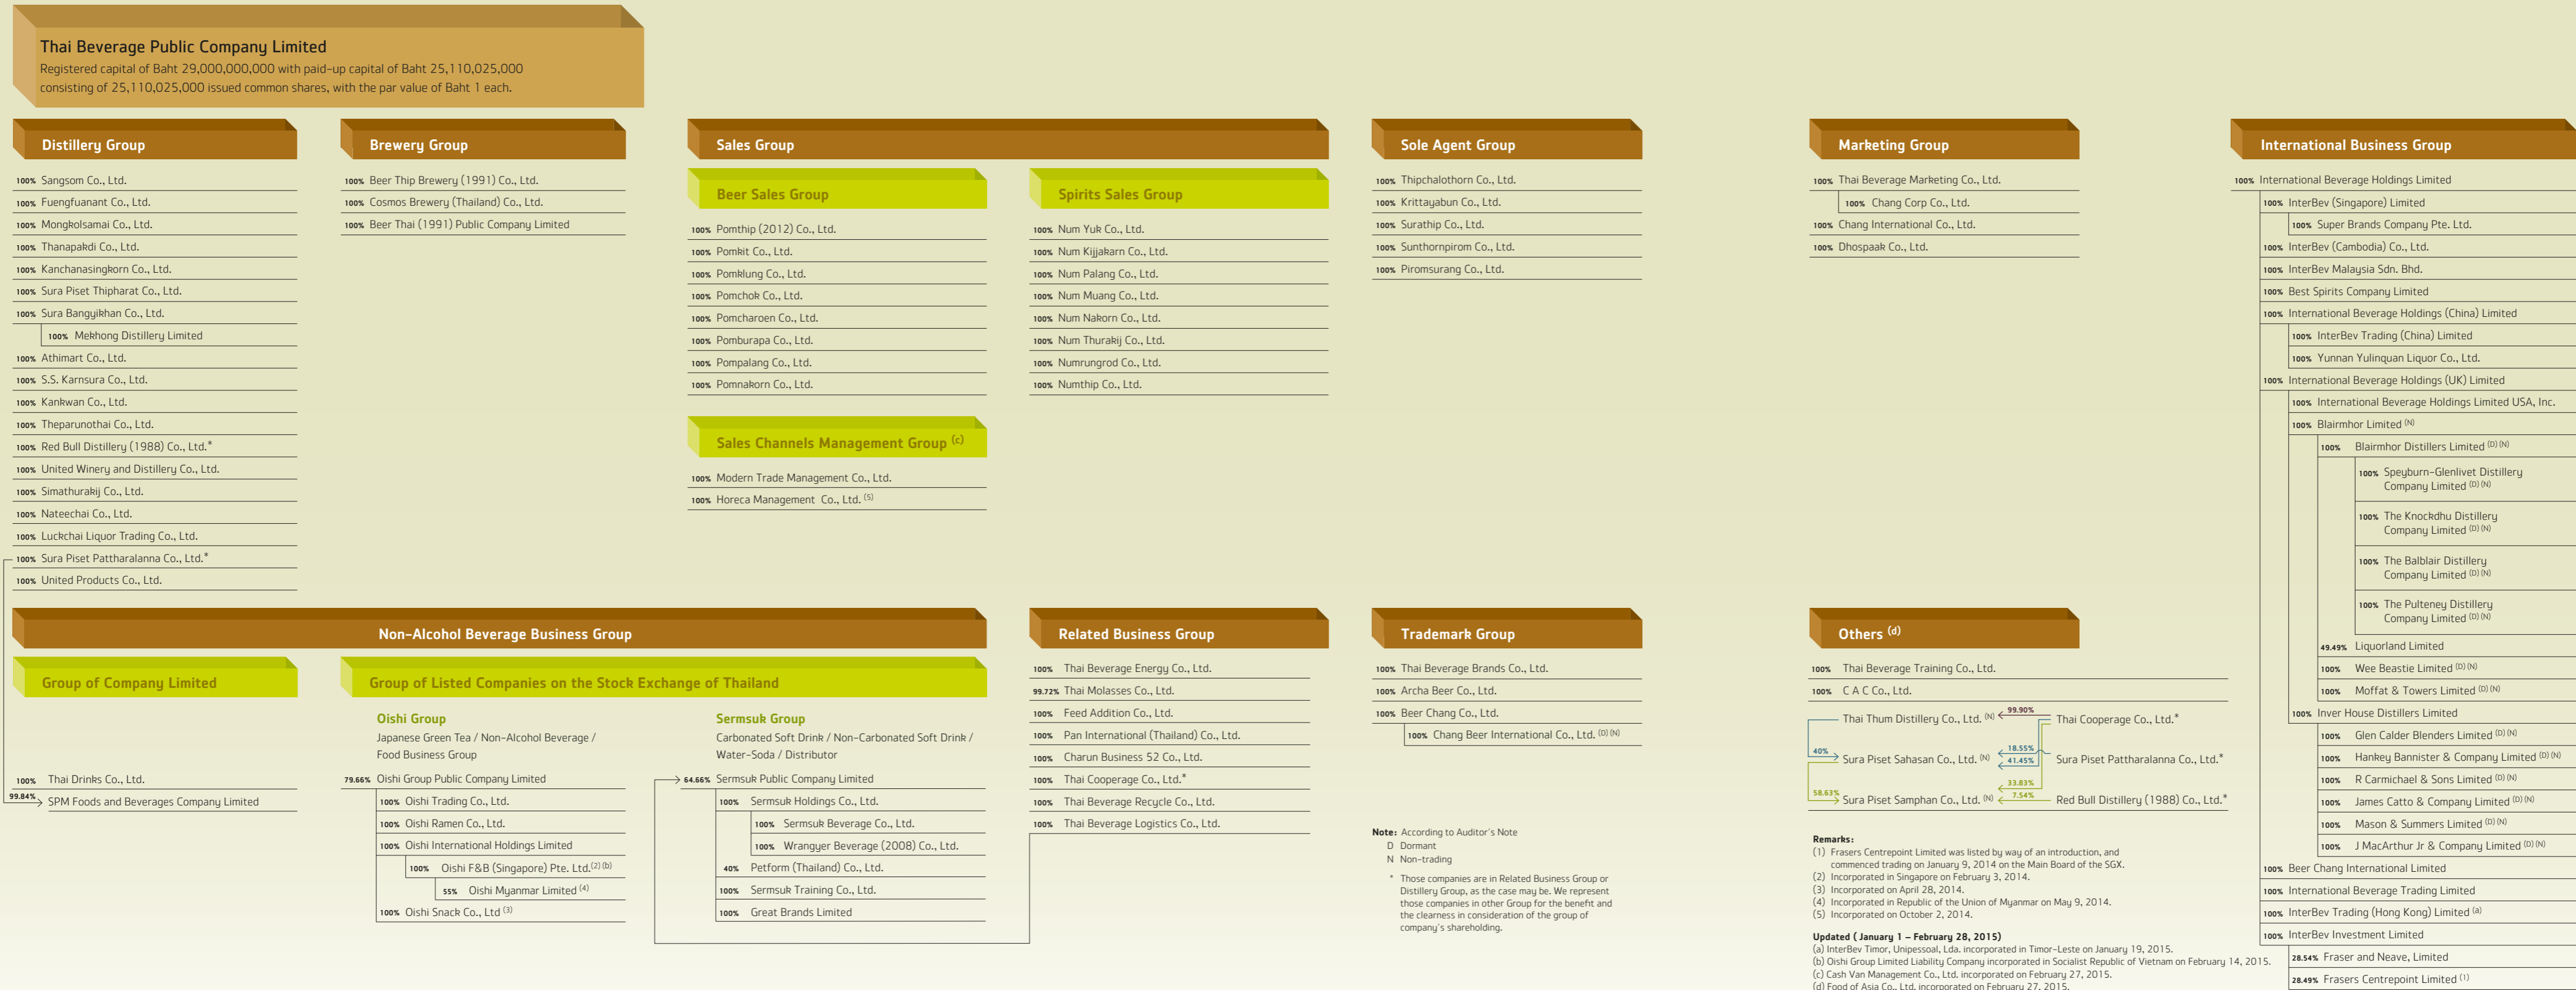 Thai Beverage Public Company Limited
Registered capital of Baht 29,000,000,000 with paid-up capital of Baht 25,110,025,000
consisting of 25,110,025,000 issued common shares, with the par value of Baht 1 each.
Distillery Group
100% Sangsom Co., Ltd.
100% Fuengfuanant Co., Ltd.
100% Mongkolsamai Co., Ltd.
100% Thanapakdi Co., Ltd.
100% Kanchanasingkorn Co., Ltd.
100% Sura Piset Thipharat Co., Ltd.
100% Sura Bangyikhan Co., Ltd.
100% Mekhong Distillery Limited
100% Athimart Co., Ltd.
100% S.S. Karnsura Co., Ltd.
100% Kankwan Co., Ltd.
100% Theparunothai Co., Ltd.
100% Red Bull Distillery (1988) Co., Ltd.*
100% United Winery and Distillery Co., Ltd.
100% Simathurakij Co., Ltd.
100% Nateechai Co., Ltd.
100% Luckchai Liquor Trading Co., Ltd.
100% Sura Piset Pattharalanna Co., Ltd.*
100% United Products Co., Ltd.
Brewery Group
100% Beer Thip Brewery (1991) Co., Ltd.
100% Cosmos Brewery (Thailand) Co., Ltd.
100% Beer Thai (1991) Public Company Limited
Sales Group
Beer Sales Group
100% Pomthip (2012) Co., Ltd.
100% Pomkit Co., Ltd.
100% Pomklung Co., Ltd.
100% Pomchok Co., Ltd.
100% Pomcharoen Co., Ltd.
100% Pomburapa Co., Ltd.
100% Pompalang Co., Ltd.
100% Pomnakorn Co., Ltd.
Sales Channels Management Group (c)
100% Modern Trade Management Co., Ltd.
100% Horeca Management Co., Ltd. (5)
Spirits Sales Group
100% Num Yuk Co., Ltd.
100% Num Kijjakarn Co., Ltd.
100% Num Palang Co., Ltd.
100% Num Muang Co., Ltd.
100% Num Nakorn Co., Ltd.
100% Num Thurakij Co., Ltd.
100% Numrungrod Co., Ltd.
100% Numthip Co., Ltd.
Sole Agent Group
100% Thipchalothorn Co., Ltd.
100% Krittayabun Co., Ltd.
100% Surathip Co., Ltd.
100% Sunthornpirom Co., Ltd.
100% Piromsurang Co., Ltd.
Marketing Group
100% Thai Beverage Marketing Co., Ltd.
100% Chang Corp Co., Ltd.
100% Chang International Co., Ltd.
100% Dhospaak Co., Ltd.
International Business Group
100% International Beverage Holdings Limited
100% InterBev (Singapore) Limited
100% Super Brands Company Pte. Ltd.
100% InterBev (Cambodia) Co., Ltd.
100% InterBev Malaysia Sdn. Bhd.
100% Best Spirits Company Limited
100% International Beverage Holdings (China) Limited
100% InterBev Trading (China) Limited
100% Yunnan Yulinquan Liquor Co., Ltd.
100% International Beverage Holdings (UK) Limited
100% International Beverage Holdings Limited USA, Inc.
100% Blairmhor Limited (N)
100% Blairmhor Distillers Limited (D) (N)
100% Speyburn-Glenlivet Distillery
Company Limited (D) (N)
100% The Knockdhu Distillery
Company Limited (D) (N)
100% The Balblair Distillery
Company Limited (D) (N)
100% The Pulteney Distillery
Company Limited (D) (N)
49.49% Liquorland Limited
100% Wee Beastie Limited (D) (N)
100% Moffat & Towers Limited (D) (N)
100% Inver House Distillers Limited
100% Glen Calder Blenders Limited (D) (N)
100% Hankey Bannister & Company Limited (D) (N)
100% R Carmichael & Sons Limited (D) (N)
100% James Catto & Company Limited (D) (N)
100% Mason & Summers Limited (D) (N)
100% J MacArthur Jr & Company Limited (D) (N)
100% Beer Chang International Limited
100% International Beverage Trading Limited
100% InterBev Trading (Hong Kong) Limited (a)
100% InterBev Investment Limited
28.54% Fraser and Neave, Limited
28.49% Frasers Centrepoint Limited (1)
Non-Alcohol Beverage Business Group
Group of Company Limited
100% Thai Drinks Co., Ltd.
99.84% SPM Foods and Beverages Company Limited
Group of Listed Companies on the Stock Exchange of Thailand
Oishi Group
Japanese Green Tea / Non-Alcohol Beverage /
Food Business Group
79.66% Oishi Group Public Company Limited
100% Oishi Trading Co., Ltd.
100% Oishi Ramen Co., Ltd.
100% Oishi International Holdings Limited
100% Oishi F&B (Singapore) Pte. Ltd.(2) (b)
55% Oishi Myanmar Limited (4)
100% Oishi Snack Co., Ltd (3)
Sermsuk Group
Carbonated Soft Drink / Non-Carbonated Soft Drink /
Water-Soda / Distributor
64.66% Sermsuk Public Company Limited
100% Sermsuk Holdings Co., Ltd.
100% Sermsuk Beverage Co., Ltd.
100% Wrangyer Beverage (2008) Co., Ltd.
40% Petform (Thailand) Co., Ltd.
100% Sermsuk Training Co., Ltd.
100% Great Brands Limited
Related Business Group
100% Thai Beverage Energy Co., Ltd.
99.72% Thai Molasses Co., Ltd.
100% Feed Addition Co., Ltd.
100% Pan International (Thailand) Co., Ltd.
100% Charun Business 52 Co., Ltd.
100% Thai Cooperage Co., Ltd.*
100% Thai Beverage Recycle Co., Ltd.
100% Thai Beverage Logistics Co., Ltd.
Trademark Group
100% Thai Beverage Brands Co., Ltd.
100% Archa Beer Co., Ltd.
100% Beer Chang Co., Ltd.
100% Chang Beer International Co., Ltd. (D) (N)
Note: According to Auditor's Note
D Dormant
N Non-trading
* Those companies are in Related Business Group or
Distillery Group, as the case may be. We represent
those companies in other Group for the benefit and
the clearness in consideration of the group of
company's shareholding.
Others (d)
100% Thai Beverage Training Co., Ltd.
100% C A C Co., Ltd.
Thai Thum Distillery Co., Ltd. (N) 99.90% Thai Cooperage Co., Ltd.*
40% Sura Piset Sahasan Co., Ltd. (N) 18.55% 41.45% Sura Piset Pattharalanna Co., Ltd.*
58.63% Sura Piset Samphan Co., Ltd. (N) 33.83% 7.54% Red Bull Distillery (1988) Co., Ltd.*
Remarks:
(1) Frasers Centrepoint Limited was listed by way of an introduction, and
commenced trading on January 9, 2014 on the Main Board of the SGX.
(2) Incorporated in Singapore on February 3, 2014.
(3) Incorporated on April 28, 2014.
(4) Incorporated in Republic of the Union of Myanmar on May 9, 2014.
(5) Incorporated on October 2, 2014.
Updated ( January 1 – February 28, 2015)
(a) InterBev Timor, Unipessoal, Lda. incorporated in Timor-Leste on January 19, 2015.
(b) Oishi Group Limited Liability Company incorporated in Socialist Republic of Vietnam on February 14, 2015.
(c) Cash Van Management Co., Ltd. incorporated on February 27, 2015.
(d) Food of Asia Co., Ltd. incorporated on February 27, 2015.